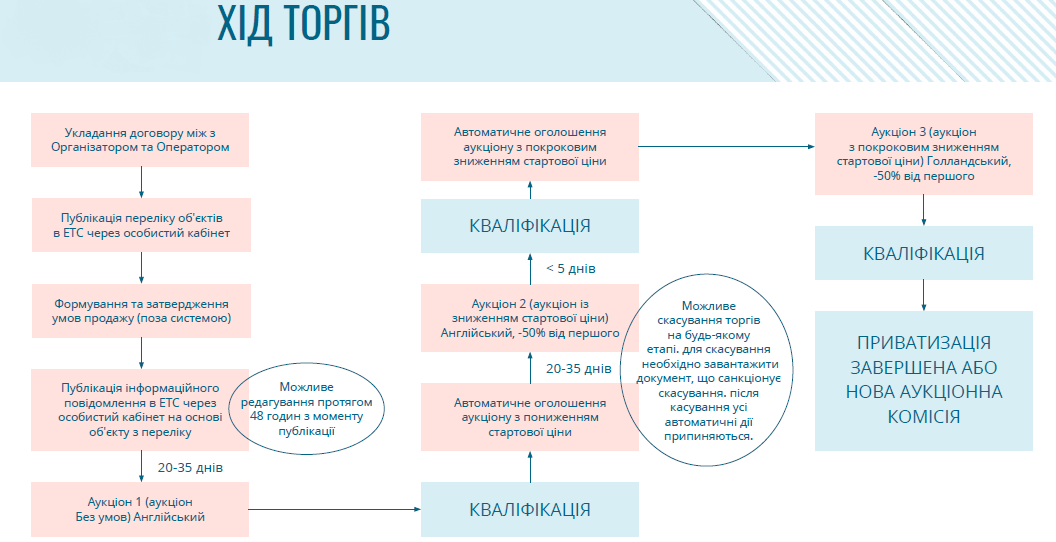 ХІД ТОРГІВ
Укладання договору між з
Організатором та Оператором
Публікація переліку об'єктів
в ЕТС через особистий кабінет
Формування та затвердження
умов продажу (поза системою)
Публікація інформаційного
повідомлення в ЕТС через
особистий кабінет на основі
об'єкту з переліку
Можливе
редагування протягом
48 годин з моменту
публікації
20-35 днів
Аукціон 1 (аукціон
Без умов) Англійський
КВАЛІФІКАЦІЯ
Автоматичне оголошення
аукціону з пониженням
стартової ціни
20-35 днів
Аукціон 2 (аукціон із
зниженням стартової ціни)
Англійський, -50% від першого
< 5 днів
КВАЛІФІКАЦІЯ
Автоматичне оголошення
аукціону з покроковим
зниженням стартової ціни
Можливе
скасування торгів
на будь-якому
етапі. для скасування
необхідно завантажити
документ, що санкціонує
скасування. після
касування усі
автоматичні дії
припиняються.
Аукціон 3 (аукціон
з покроковим зниженням
стартової ціни) Голландський,
-50% від першого
КВАЛІФІКАЦІЯ
ПРИВАТИЗАЦІЯ
ЗАВЕРШЕНА АБО
НОВА АУКЦІОННА
КОМІСІЯ